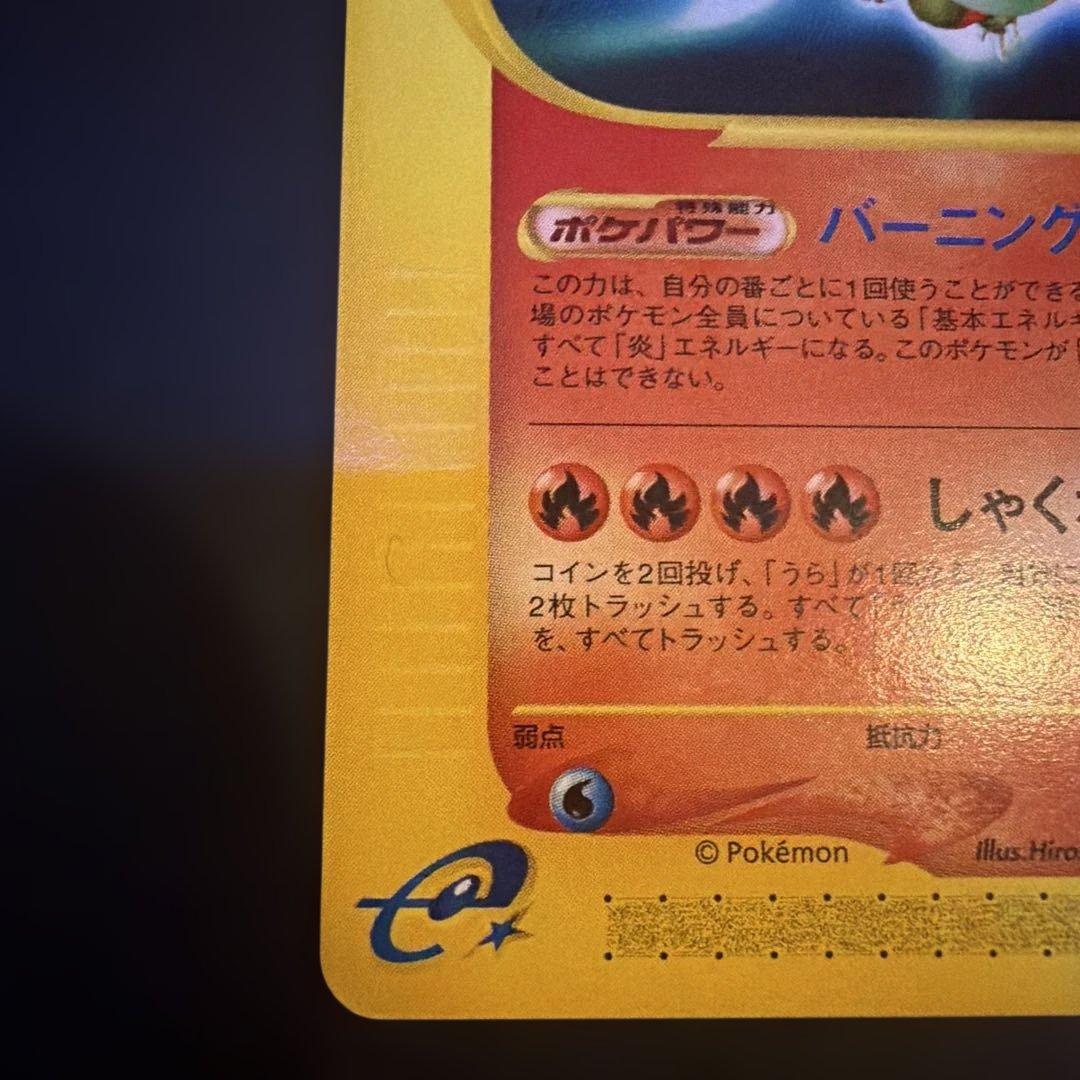 特殊能力
ポケパワー バーニング
この力は、自分の番ごとに1回使うことができる
場のポケモン全員についている「基本エネルギ
すべて「炎」エネルギーになる。このポケモンが「
ことはできない。
しゃく
コインを2回投げ、「うら」が1回
2枚トラッシュする。すべて「
を、すべてトラッシュする。
弱点 抵抗力
© Pokémon Illus. Hiro